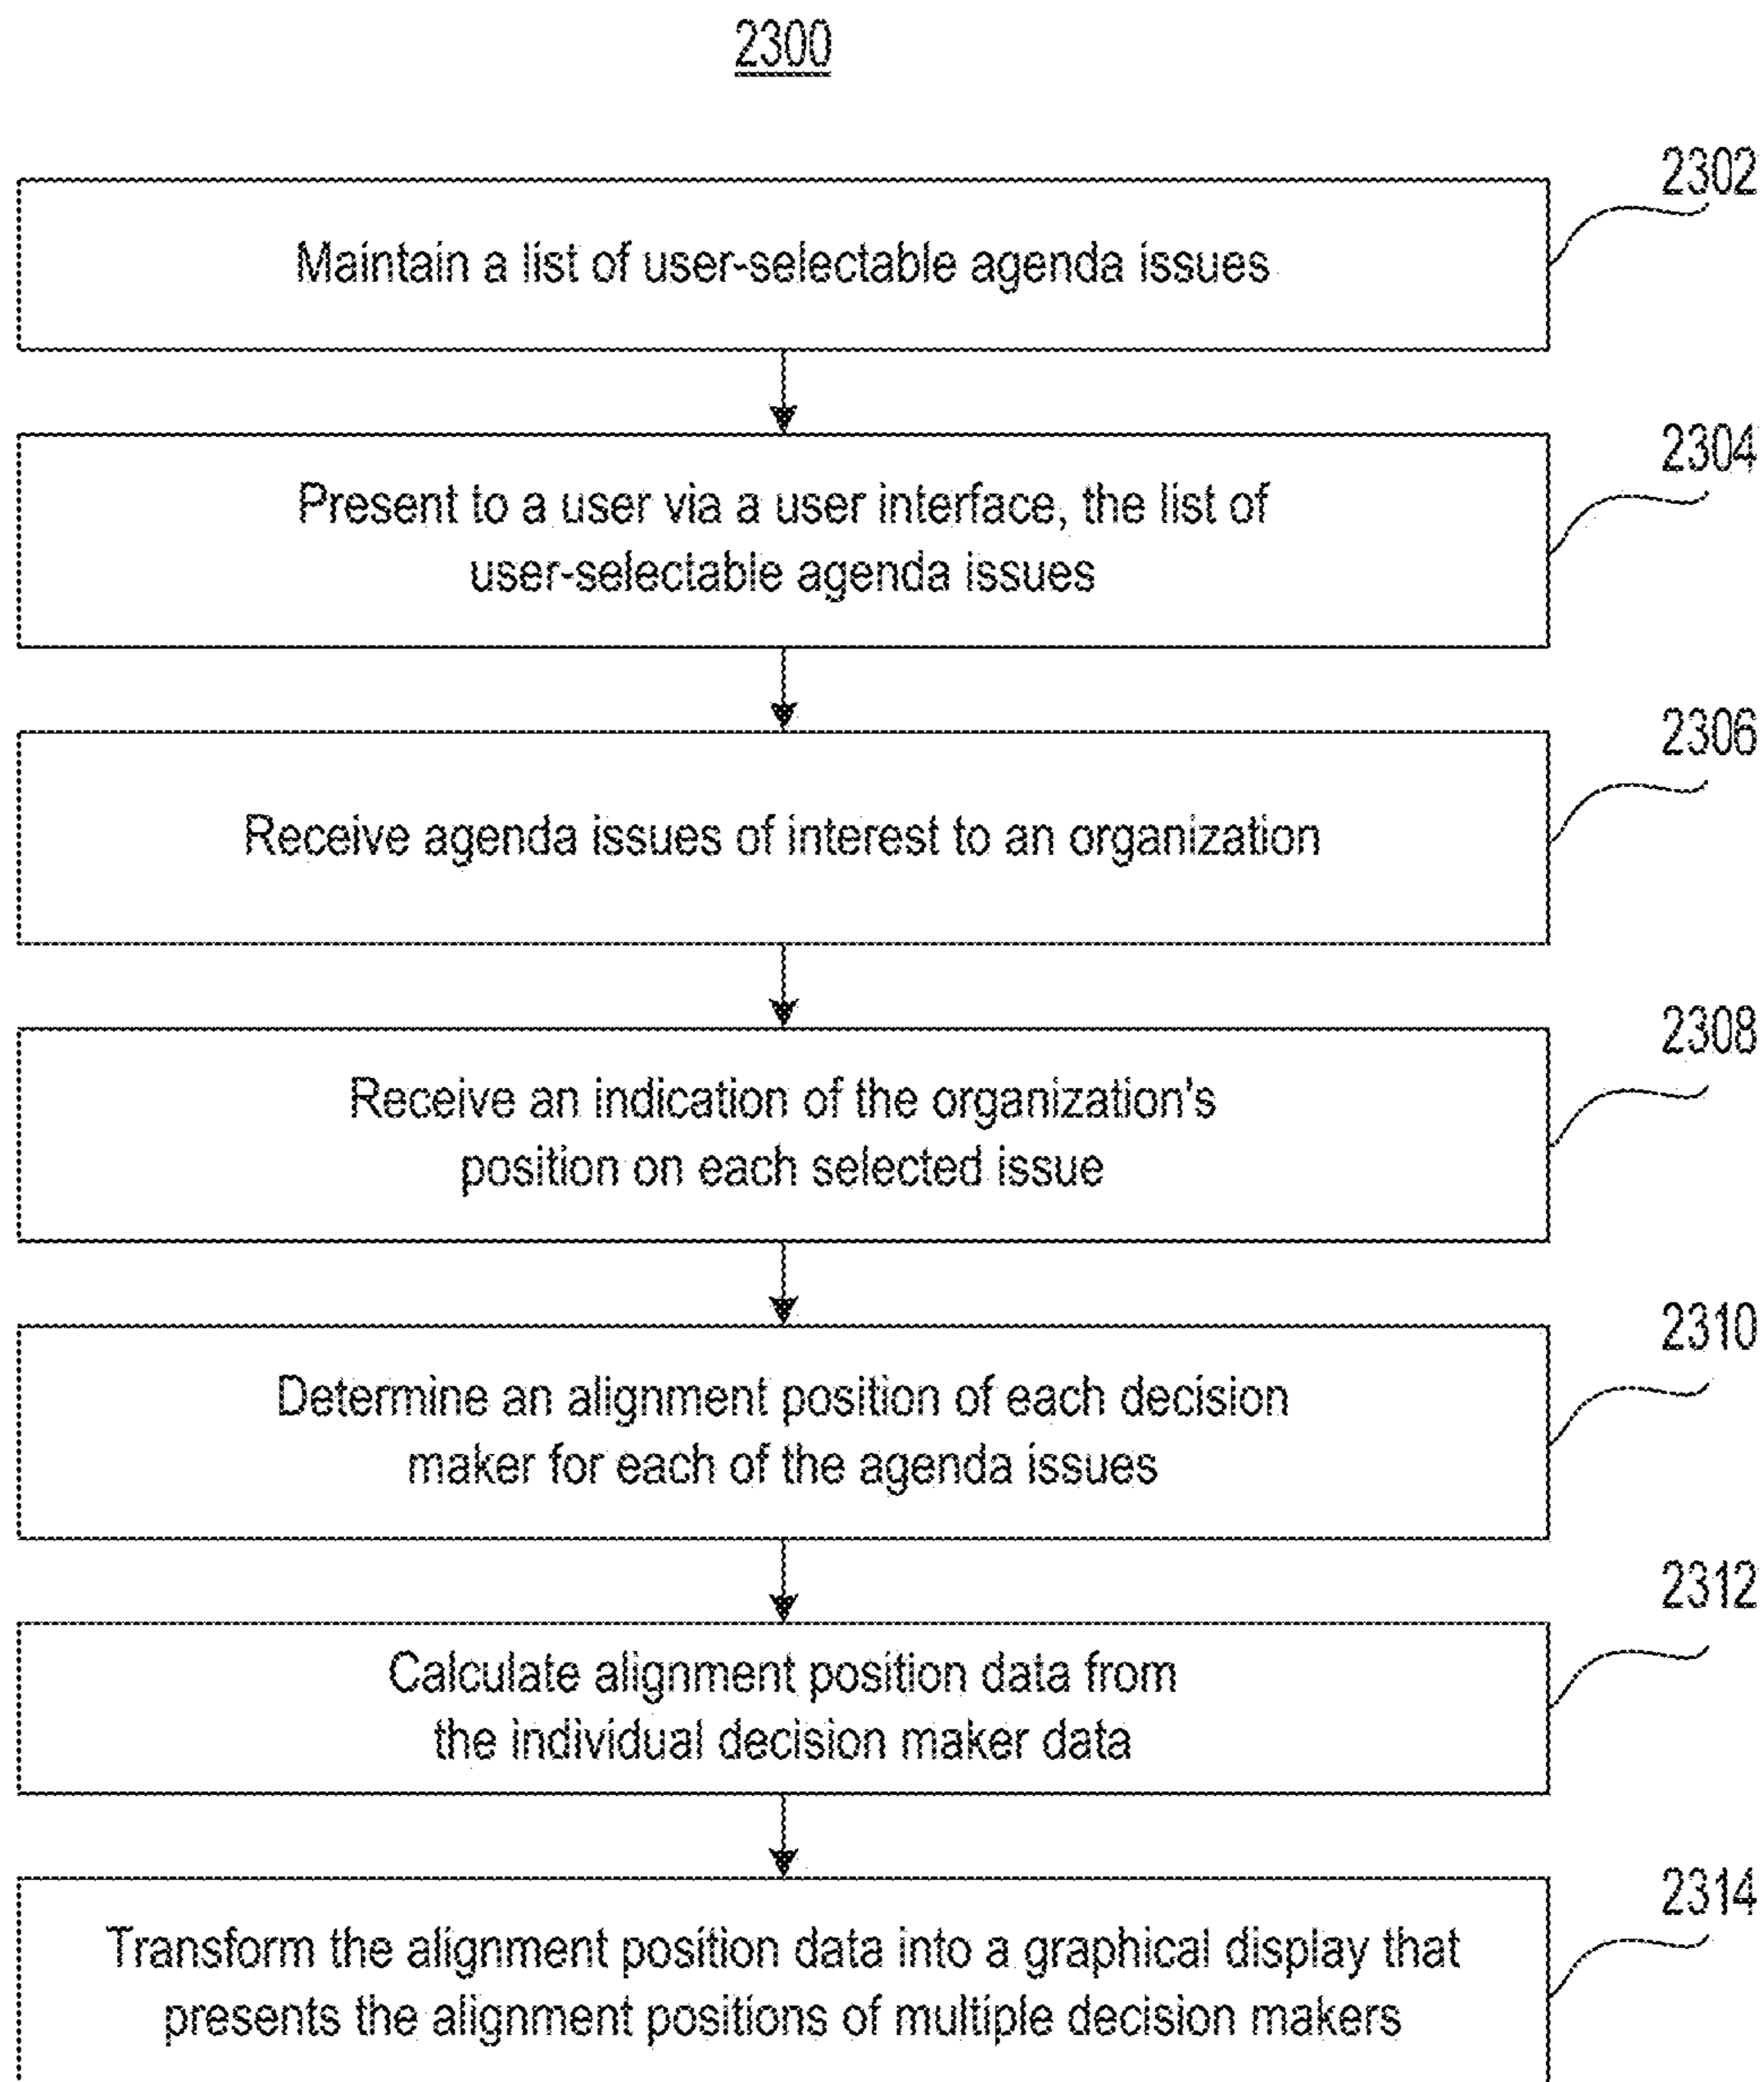 2300
2302
Maintain a list of user-selectable agenda issues
2304
Present to a user via a user interface, the list of
user-selectable agenda issues
2306
Receive agenda issues of interest to an organization
2308
Receive an indication of the organization's
position on each selected issue
2310
Determine an alignment position of each decision
maker for each of the agenda issues
2312
Calculate alignment position data from
the individual decision maker data
2314
Transform the alignment position data into a graphical display that
presents the alignment positions of multiple decision makers